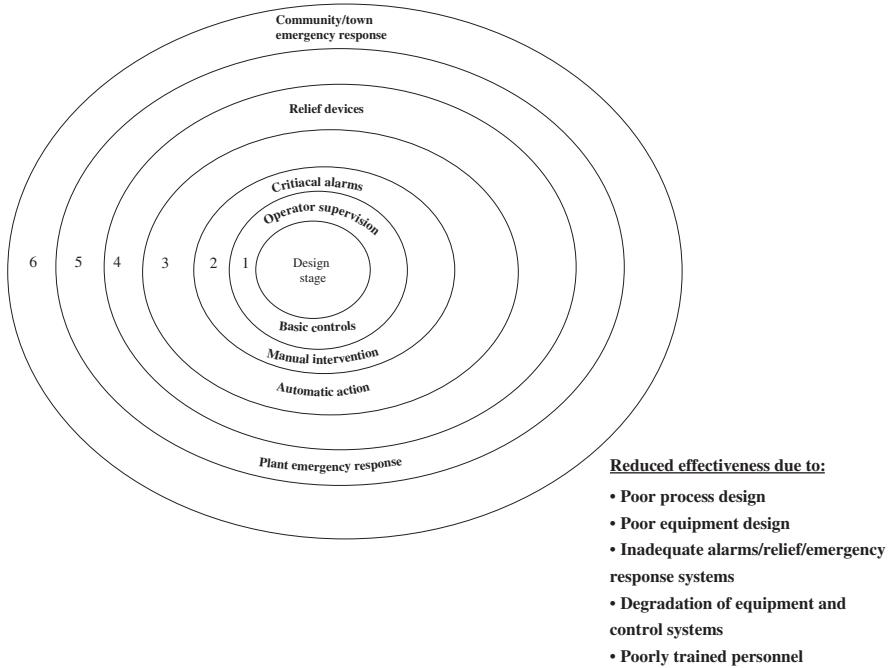 Community/town
emergency response
Relief devices
Critiacal alarms
Operator supervision
6 5 4 3 2 1
Design
stage
Basic controls
Manual intervention
Automatic action
Plant emergency response
Reduced effectiveness due to:
• Poor process design
• Poor equipment design
• Inadequate alarms/relief/emergency
response systems
• Degradation of equipment and
control systems
• Poorly trained personnel